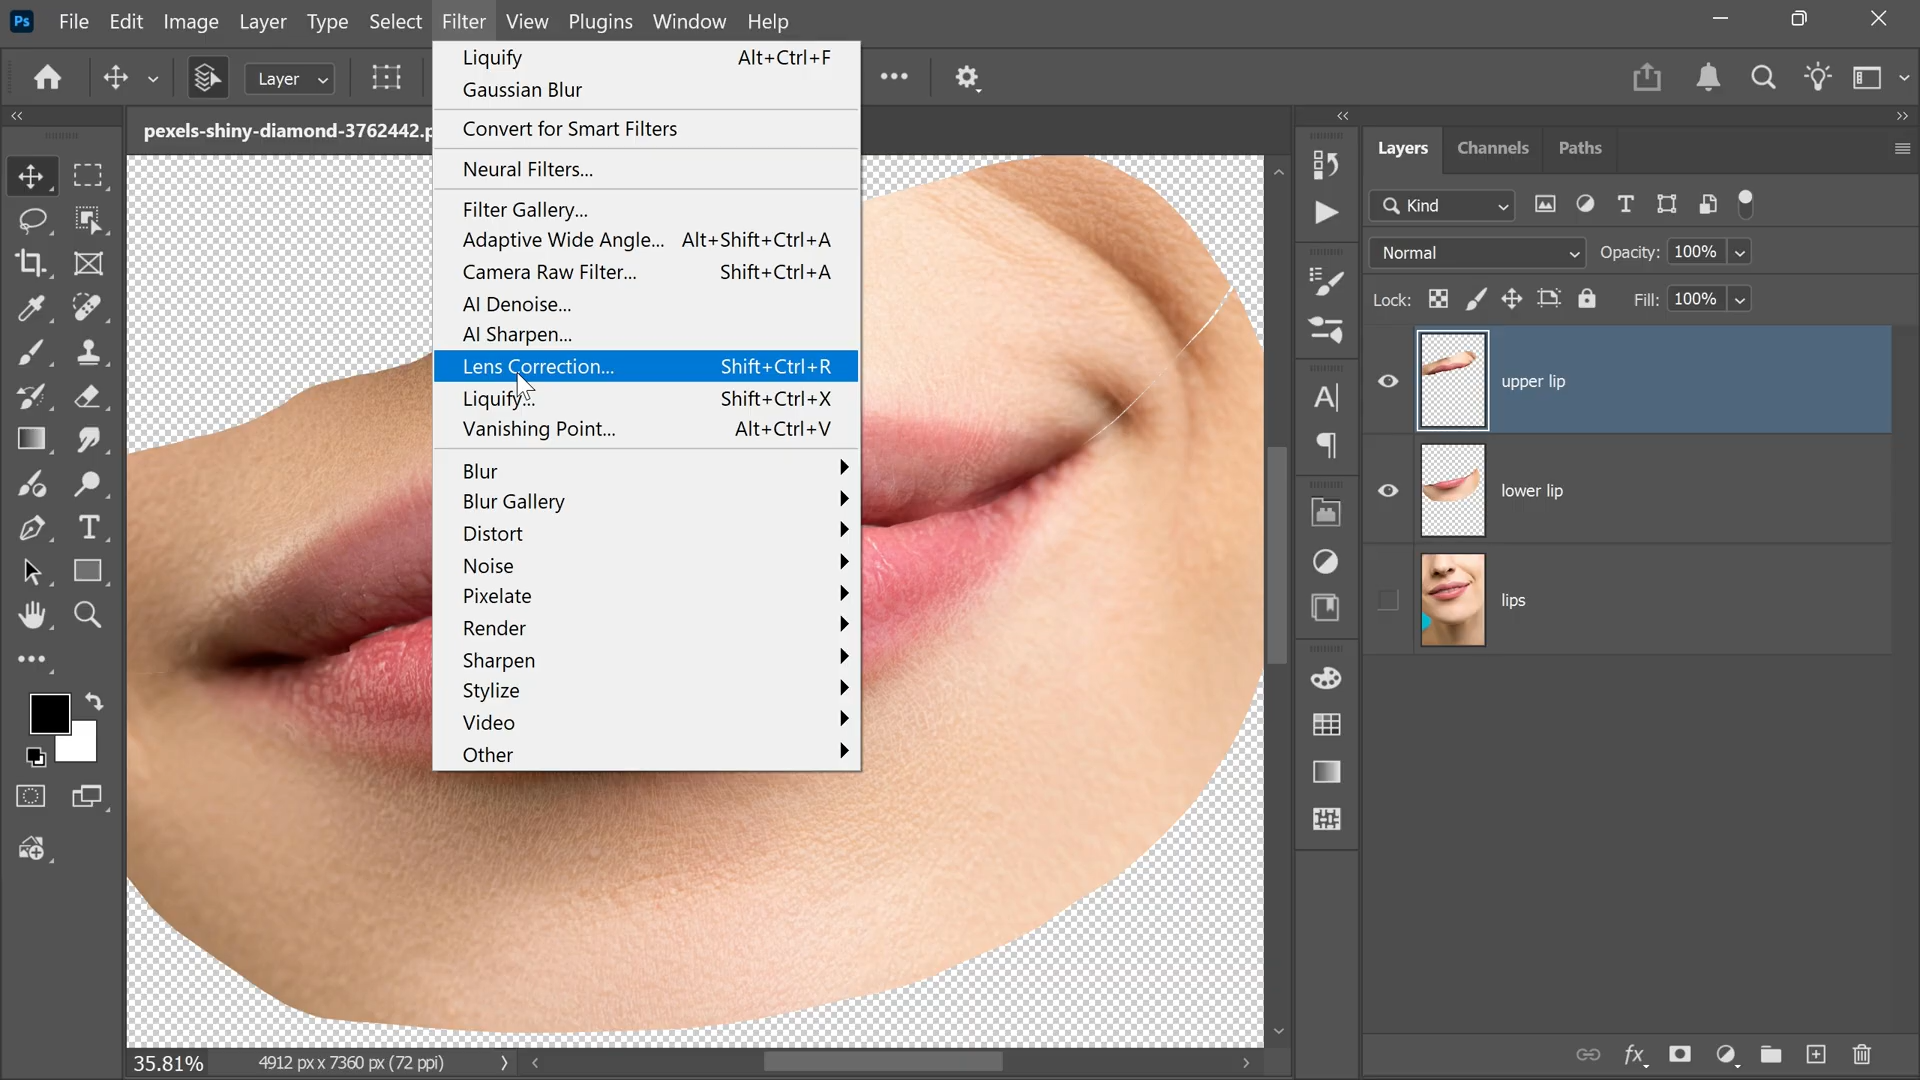 Ps File Edit Image Layer Type Select Filter View Plugins Window Help
Layer
pexels-shiny-diamond-3762442.p
Liquify Alt+Ctrl+F
Gaussian Blur
Convert for Smart Filters
Neural Filters...
Filter Gallery...
Adaptive Wide Angle... Alt+Shift+Ctrl+A
Camera Raw Filter... Shift+Ctrl+A
AI Denoise...
AI Sharpen...
Lens Correction... Shift+Ctrl+R
Liquify... Shift+Ctrl+X
Vanishing Point... Alt+Ctrl+V
Blur
Blur Gallery
Distort
Noise
Pixelate
Render
Sharpen
Stylize
Video
Other
Layers Channels Paths
Kind
Normal Opacity: 100%
Lock: Fill: 100%
upper lip
lower lip
lips
35.81% 4912 px x 7360 px (72 ppi)